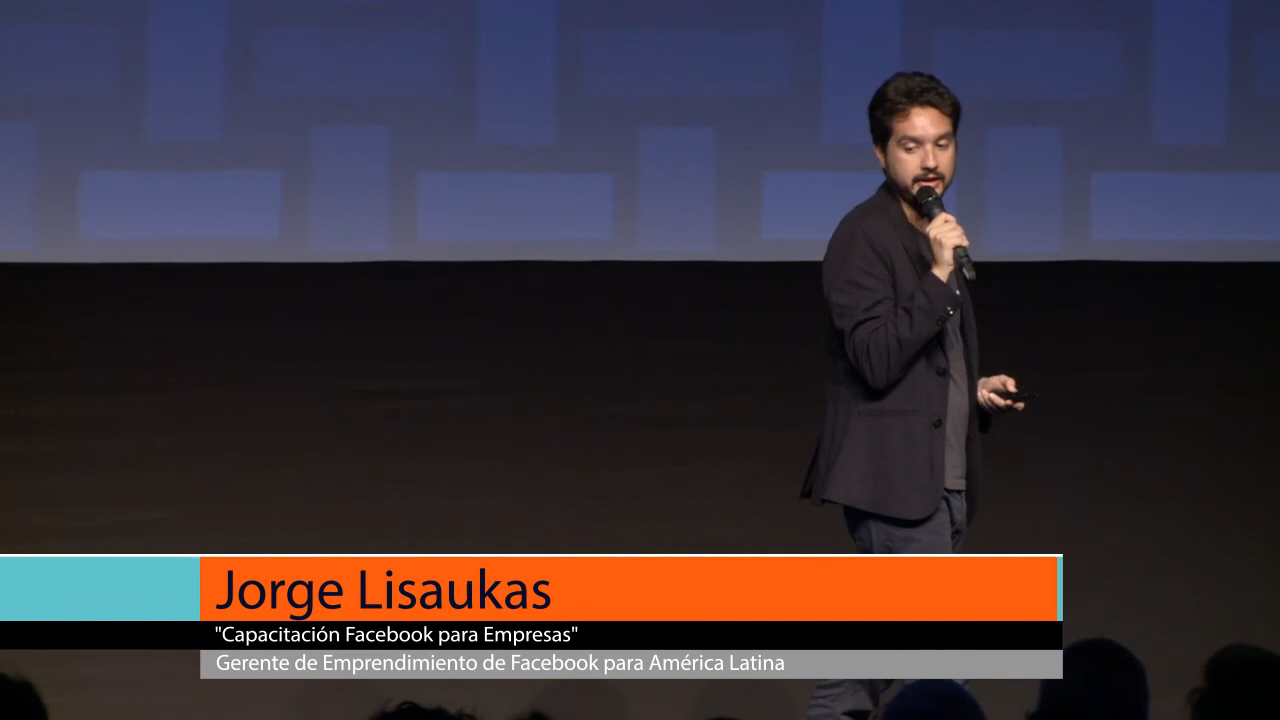 Jorge Lisaukas
"Capacitación Facebook para Empresas"
Gerente de Emprendimiento de Facebook para América Latina